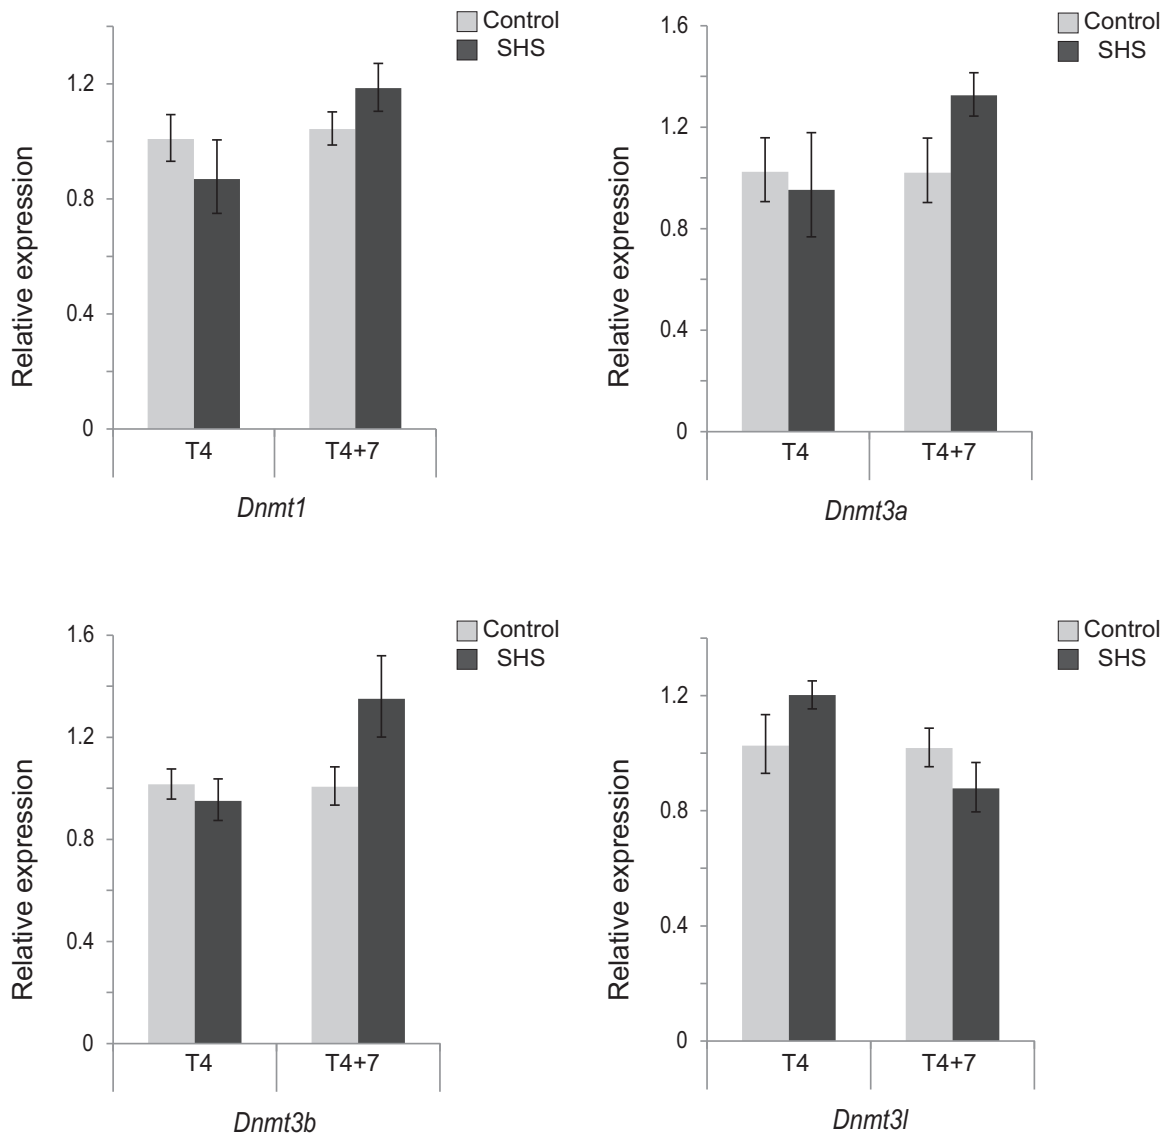 Control
SHS
1.2
0.8
0.4
0
Relative expression
T4
T4+7
Dnmt1
Control
SHS
1.6
1.2
0.8
0.4
0
Relative expression
T4
T4+7
Dnmt3a
Control
SHS
1.6
1.2
0.8
0.4
0
Relative expression
T4
T4+7
Dnmt3b
Control
SHS
1.2
0.8
0.4
0
Relative expression
T4
T4+7
Dnmt3l